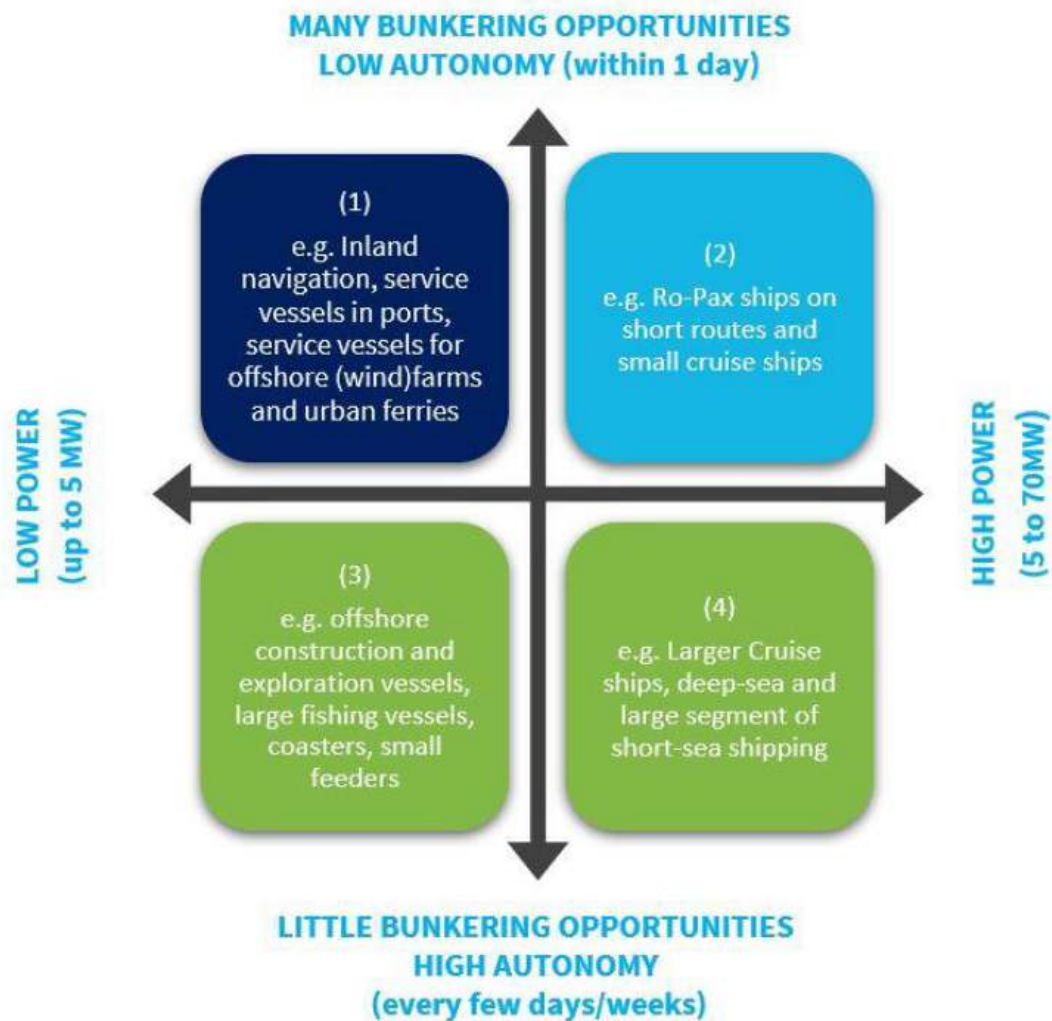 MANY BUNKERING OPPORTUNITIES
LOW AUTONOMY (within 1 day)
(1)
e.g. Inland
navigation, service
vessels in ports,
service vessels for
offshore (wind)farms
and urban ferries
(2)
e.g. Ro-Pax ships on
short routes and
small cruise ships
LOW POWER
(up to 5 MW)
HIGH POWER
(5 to 70MW)
(3)
e.g. offshore
construction and
exploration vessels,
large fishing vessels,
coasters, small
feeders
(4)
e.g. Larger Cruise
ships, deep-sea and
large segment of
short-sea shipping
LITTLE BUNKERING OPPORTUNITIES
HIGH AUTONOMY
(every few days/weeks)